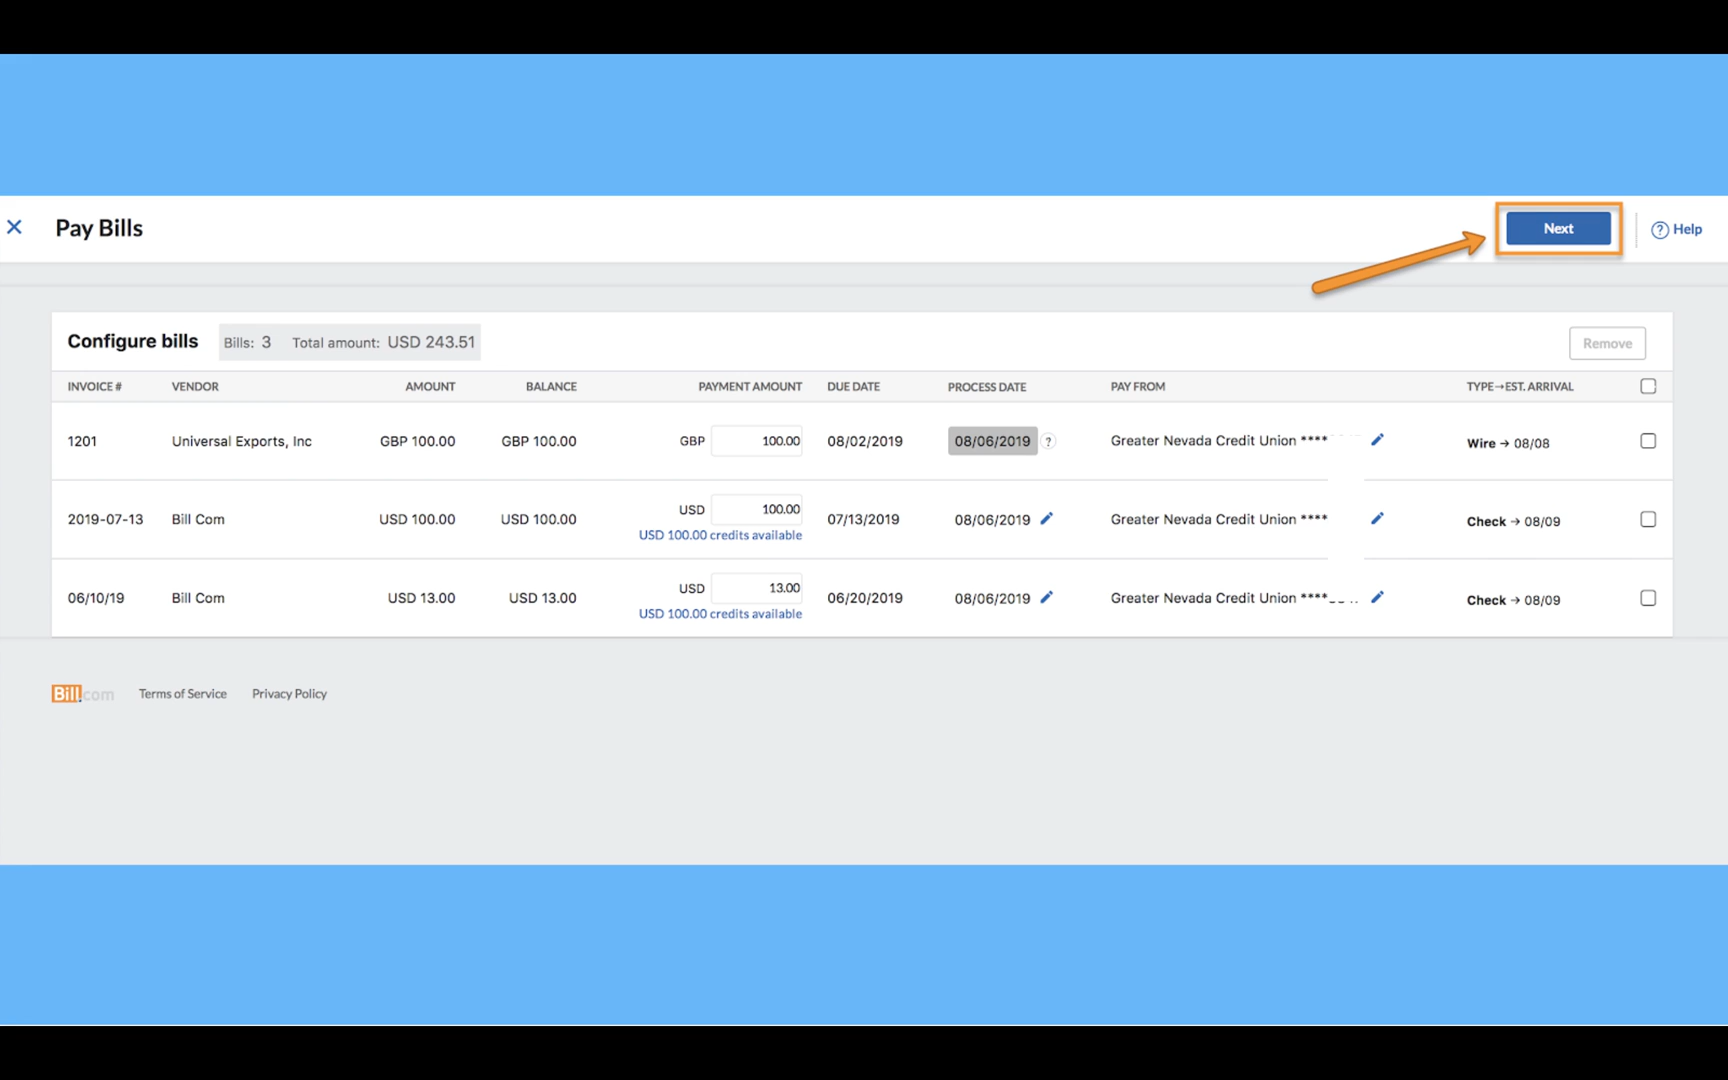 Pay Bills
Next
? Help
Configure bills Bills: 3 Total amount: USD 243.51
Remove
INVOICE # VENDOR AMOUNT BALANCE PAYMENT AMOUNT DUE DATE PROCESS DATE PAY FROM TYPE→EST. ARRIVAL
1201 Universal Exports, Inc GBP 100.00 GBP 100.00 GBP 100.00 08/02/2019 08/06/2019 ? Greater Nevada Credit Union **** Wire → 08/08
2019-07-13 Bill Com USD 100.00 USD 100.00 USD 100.00 07/13/2019 08/06/2019 Greater Nevada Credit Union **** Check → 08/09
USD 100.00 credits available
06/10/19 Bill Com USD 13.00 USD 13.00 USD 13.00 06/20/2019 08/06/2019 Greater Nevada Credit Union **** Check → 08/09
USD 100.00 credits available
Bill.com Terms of Service Privacy Policy